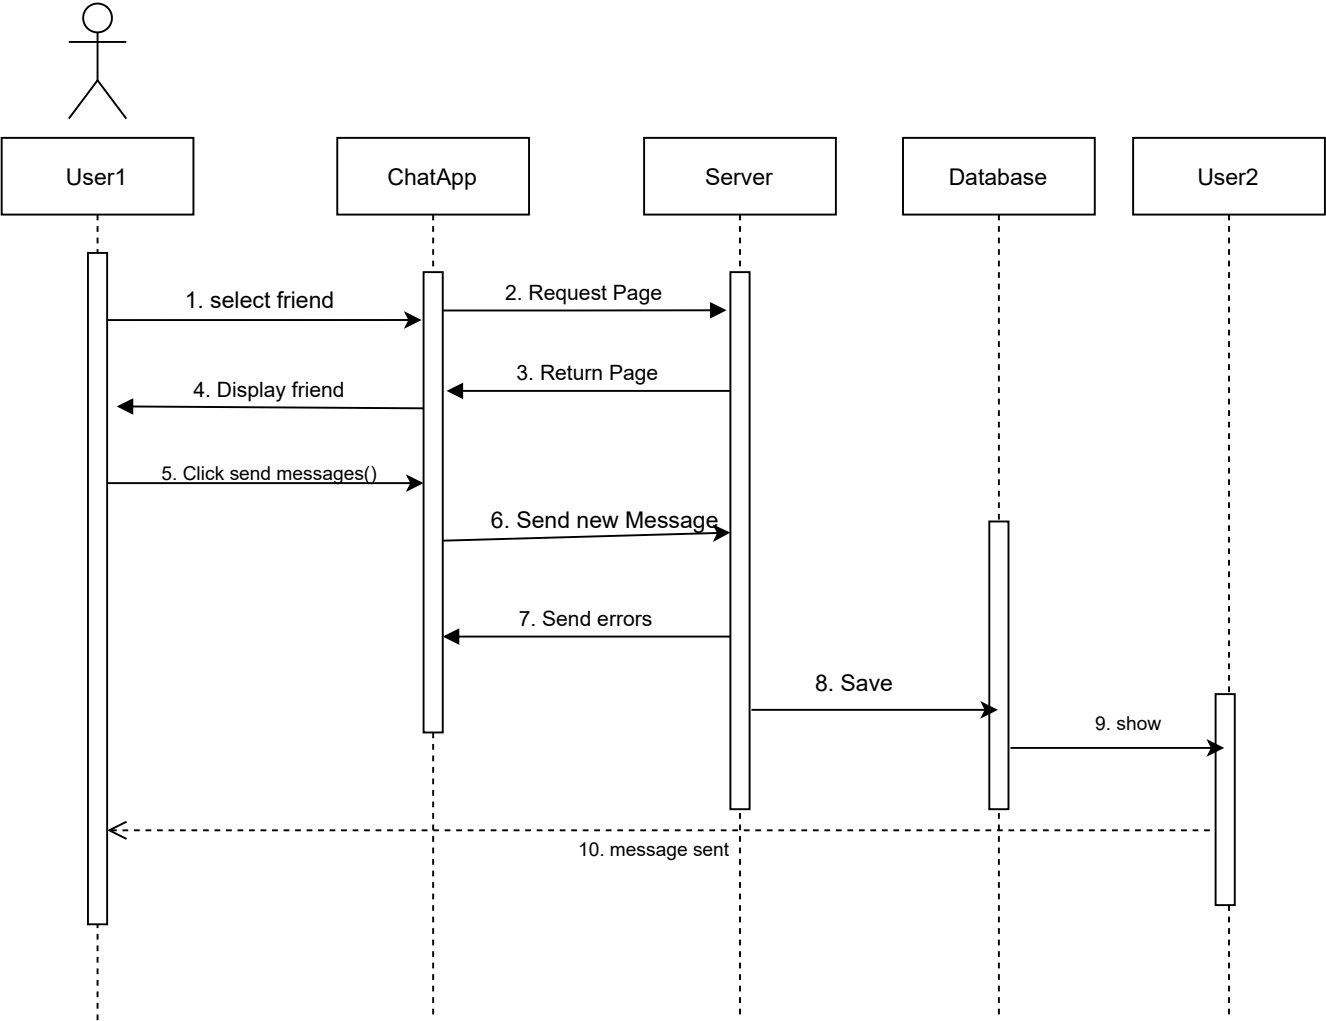 User1
ChatApp
Server
Database
User2
1. select friend
2. Request Page
3. Return Page
4. Display friend
5. Click send messages()
6. Send new Message
7. Send errors
8. Save
9. show
10. message sent